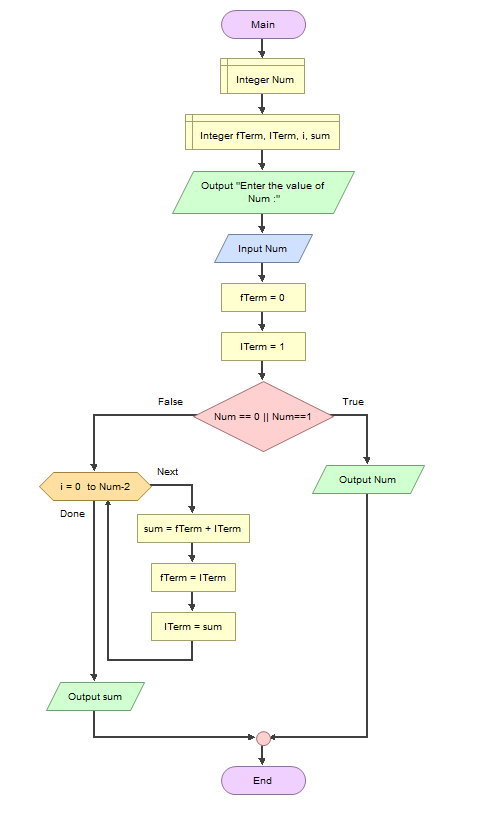 Main
Integer Num
Integer fTerm, lTerm, i, sum
Output "Enter the value of
Num :"
Input Num
fTerm = 0
lTerm = 1
False
True
Num == 0 || Num==1
Next
Output Num
i = 0  to Num-2
Done
sum = fTerm + lTerm
fTerm = lTerm
lTerm = sum
Output sum
End